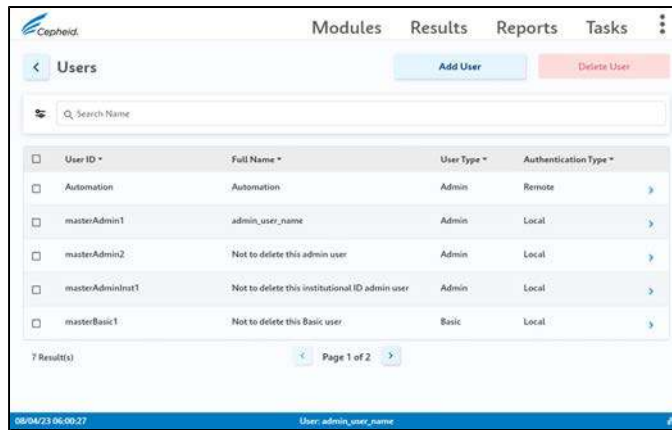 Cepheid.
Modules Results Reports Tasks
Users Add User Delete User
Search Name
User ID Full Name User Type Authentication Type
Automation Automation Admin Remote
masterAdmin1 admin_user_name Admin Local
masterAdmin2 Not to delete this admin user Admin Local
masterAdminInst1 Not to delete this institutional ID admin user Admin Local
masterBasic1 Not to delete this Basic user Basic Local
7 Result(s) Page 1 of 2
08/04/23 06:00:27 User: admin_user_name